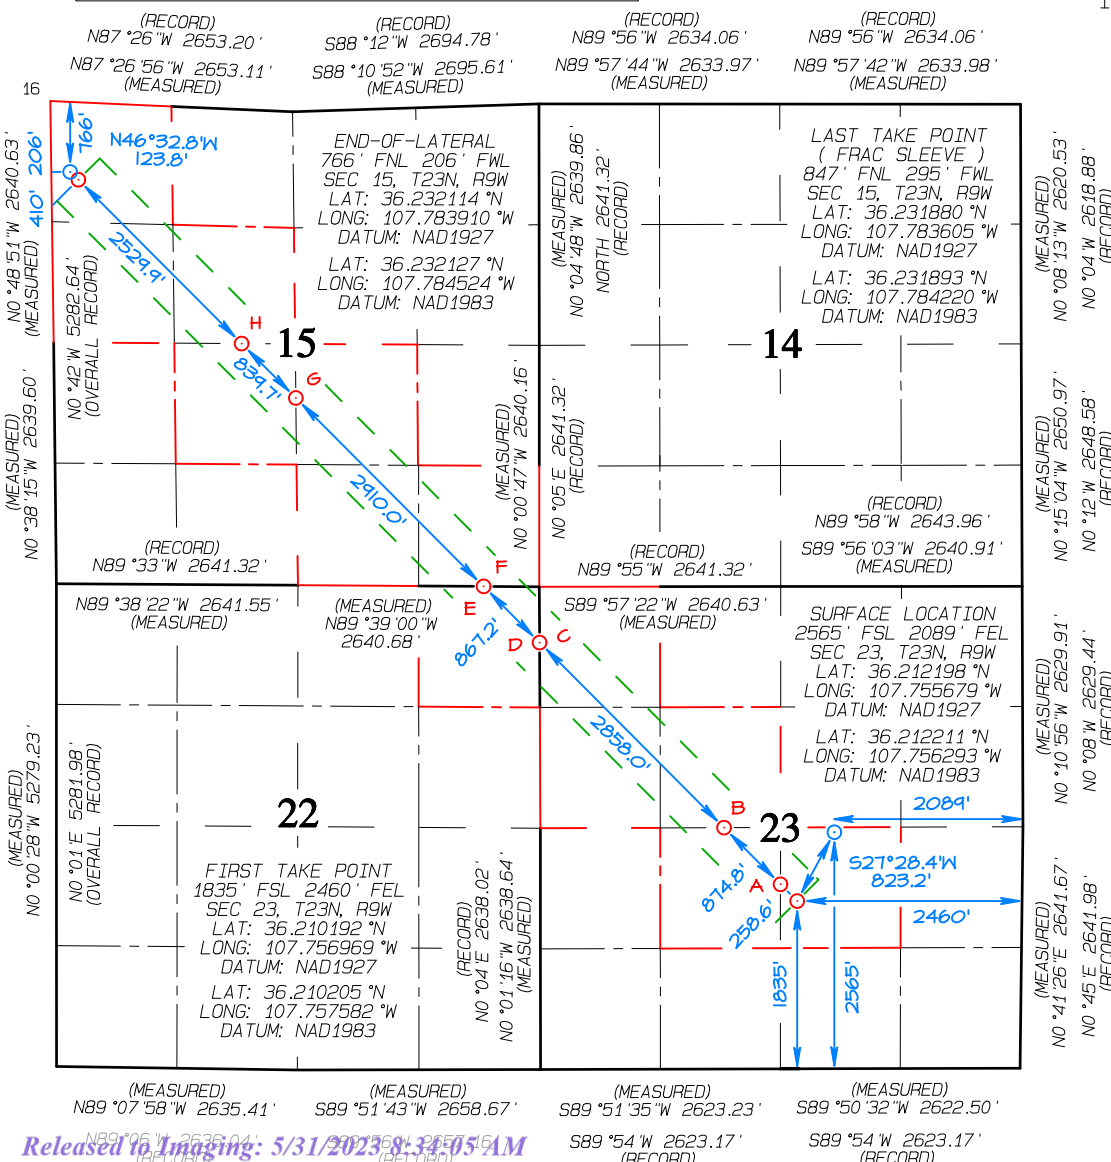 (RECORD)
N87°26"W 2653.20'
N87°26'56"W 2653.11'
(MEASURED)
(RECORD)
S88°12"W 2694.78'
S88°10'52"W 2695.61'
(MEASURED)
(RECORD)
N89°56"W 2634.06'
N89°57'44"W 2633.97'
(MEASURED)
(RECORD)
N89°56"W 2634.06'
N89°57'42"W 2633.98'
(MEASURED)
16
766'
N46°32.8'W
123.8'
206'
410'
N0°48'51"W 2640.63'
(MEASURED)
N0°42'W 5282.64'
(OVERALL RECORD)
(MEASURED)
N0°38'15"W 2639.60'
END-OF-LATERAL
766' FNL 206' FWL
SEC 15, T23N, R9W
LAT: 36.232114°N
LONG: 107.783910°W
DATUM: NAD1927
LAT: 36.232127°N
LONG: 107.784524°W
DATUM: NAD1983
(MEASURED)
N0°04'48"W 2639.86'
NORTH 2641.32'
(RECORD)
LAST TAKE POINT
( FRAC SLEEVE )
847' FNL 295' FWL
SEC 15, T23N, R9W
LAT: 36.231880°N
LONG: 107.783605°W
DATUM: NAD1927
LAT: 36.231893°N
LONG: 107.784220°W
DATUM: NAD1983
(MEASURED)
N0°08'13"W 2620.53'
N0°04'W 2618.88'
(RECORD)
2529.9'
H
15
839.7'
G
14
2910.0'
(MEASURED)
N0°00'47"W 2640.16'
N0°05'E 2641.32'
(RECORD)
(MEASURED)
N0°15'04"W 2650.97'
N0°12'W 2648.58'
(RECORD)
(RECORD)
N89°33"W 2641.32'
(RECORD)
N89°55"W 2641.32'
(RECORD)
N89°58"W 2643.96'
S89°56'03"W 2640.91'
(MEASURED)
F
E
N89°38'22"W 2641.55'
(MEASURED)
(MEASURED)
N89°39'00"W
2640.68'
867.2'
D
C
S89°57'22"W 2640.63'
(MEASURED)
SURFACE LOCATION
2565' FSL 2089' FEL
SEC 23, T23N, R9W
LAT: 36.212198°N
LONG: 107.755679°W
DATUM: NAD1927
LAT: 36.212211°N
LONG: 107.756293°W
DATUM: NAD1983
(MEASURED)
N0°10'56"W 2629.91'
N0°08'W 2629.44'
(RECORD)
(MEASURED)
N0°00'28"W 5279.23'
N0°01'E 5281.98'
(OVERALL RECORD)
22
2858.0'
B
23
2089'
S27°28.4'W
823.2'
874.8'
A
258.6'
2460'
1835'
2565'
FIRST TAKE POINT
1835' FSL 2460' FEL
SEC 23, T23N, R9W
LAT: 36.210192°N
LONG: 107.756969°W
DATUM: NAD1927
LAT: 36.210205°N
LONG: 107.757582°W
DATUM: NAD1983
(RECORD)
N0°04'E 2638.02'
N0°01'16"W 2638.64'
(MEASURED)
(MEASURED)
N0°41'26"E 2641.67'
N0°45'E 2641.98'
(RECORD)
(MEASURED)
N89°07'58"W 2635.41'
N89°06'W 2636.04'
(RECORD)
(MEASURED)
S89°51'43"W 2658.67'
(RECORD)
(MEASURED)
S89°51'35"W 2623.23'
S89°54'W 2623.17'
(RECORD)
(MEASURED)
S89°50'32"W 2622.50'
S89°54'W 2623.17'
(RECORD)
Released to Imaging: 5/31/2023 8:34:05 AM